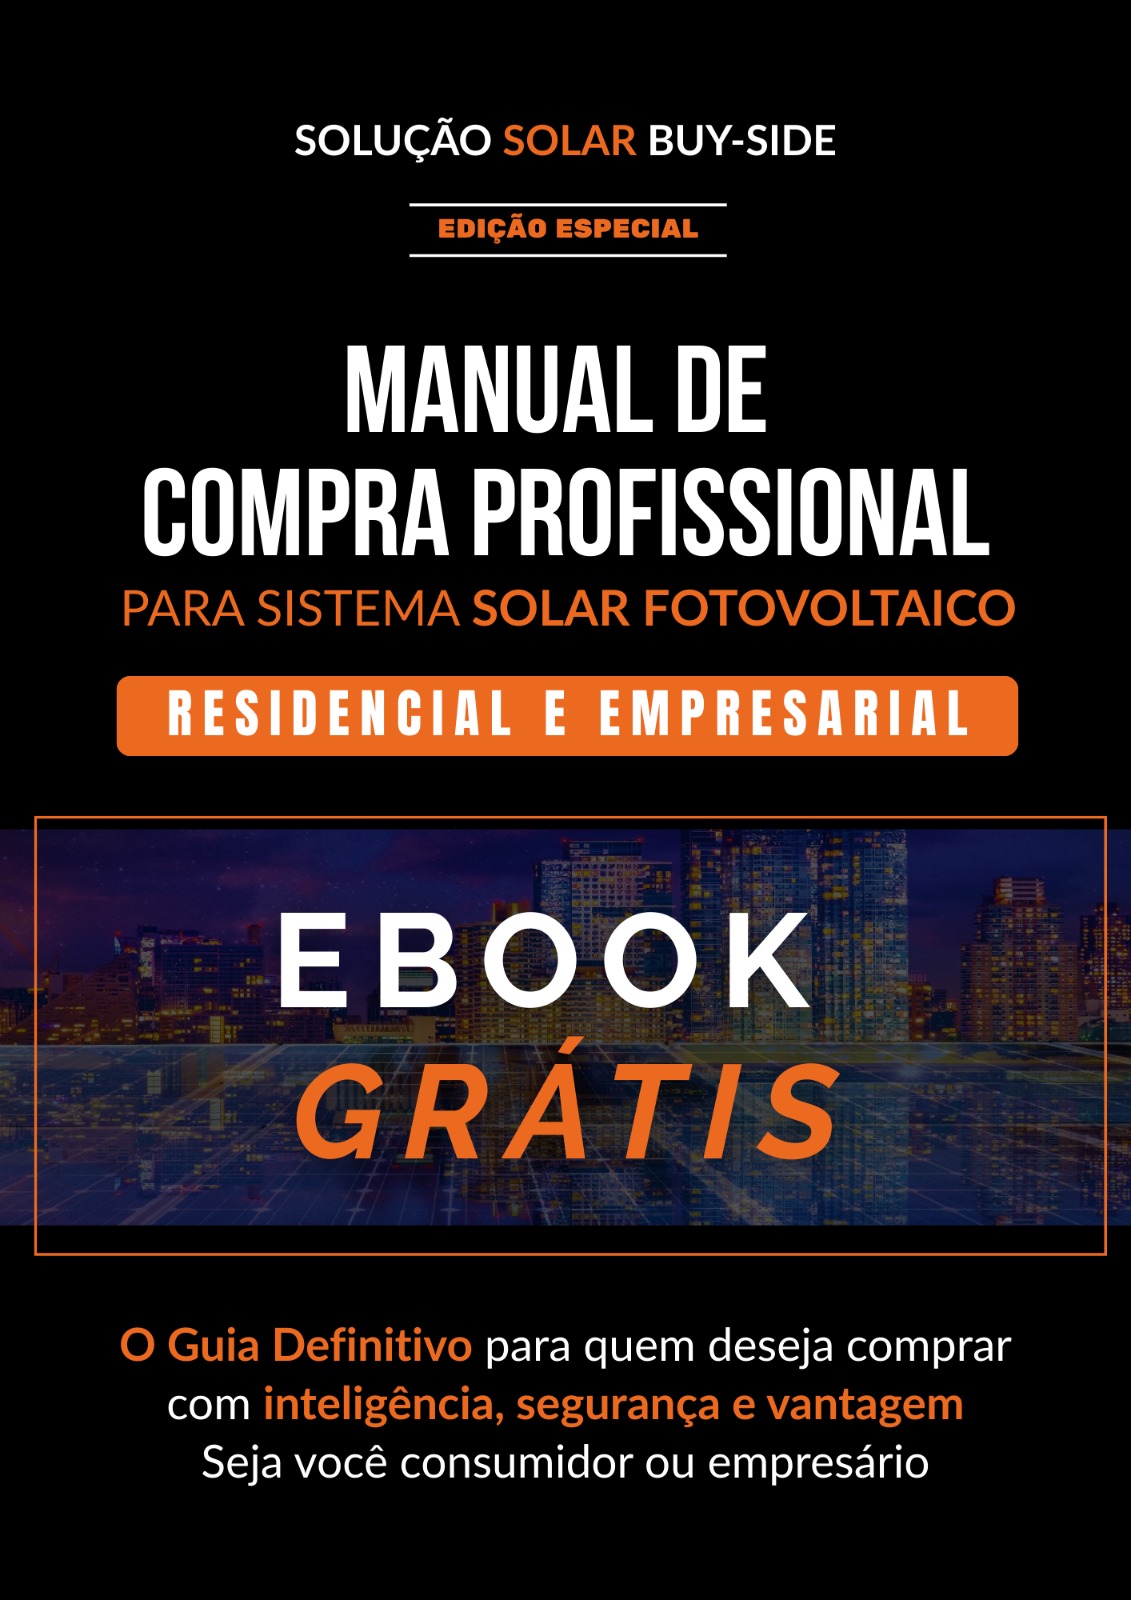 SOLUÇÃO SOLAR BUY-SIDE
EDIÇÃO ESPECIAL
MANUAL DE
COMPRA PROFISSIONAL
PARA SISTEMA SOLAR FOTOVOLTAICO
RESIDENCIAL E EMPRESARIAL
EBOOK
GRÁTIS
O Guia Definitivo para quem deseja comprar
com inteligência, segurança e vantagem
Seja você consumidor ou empresário